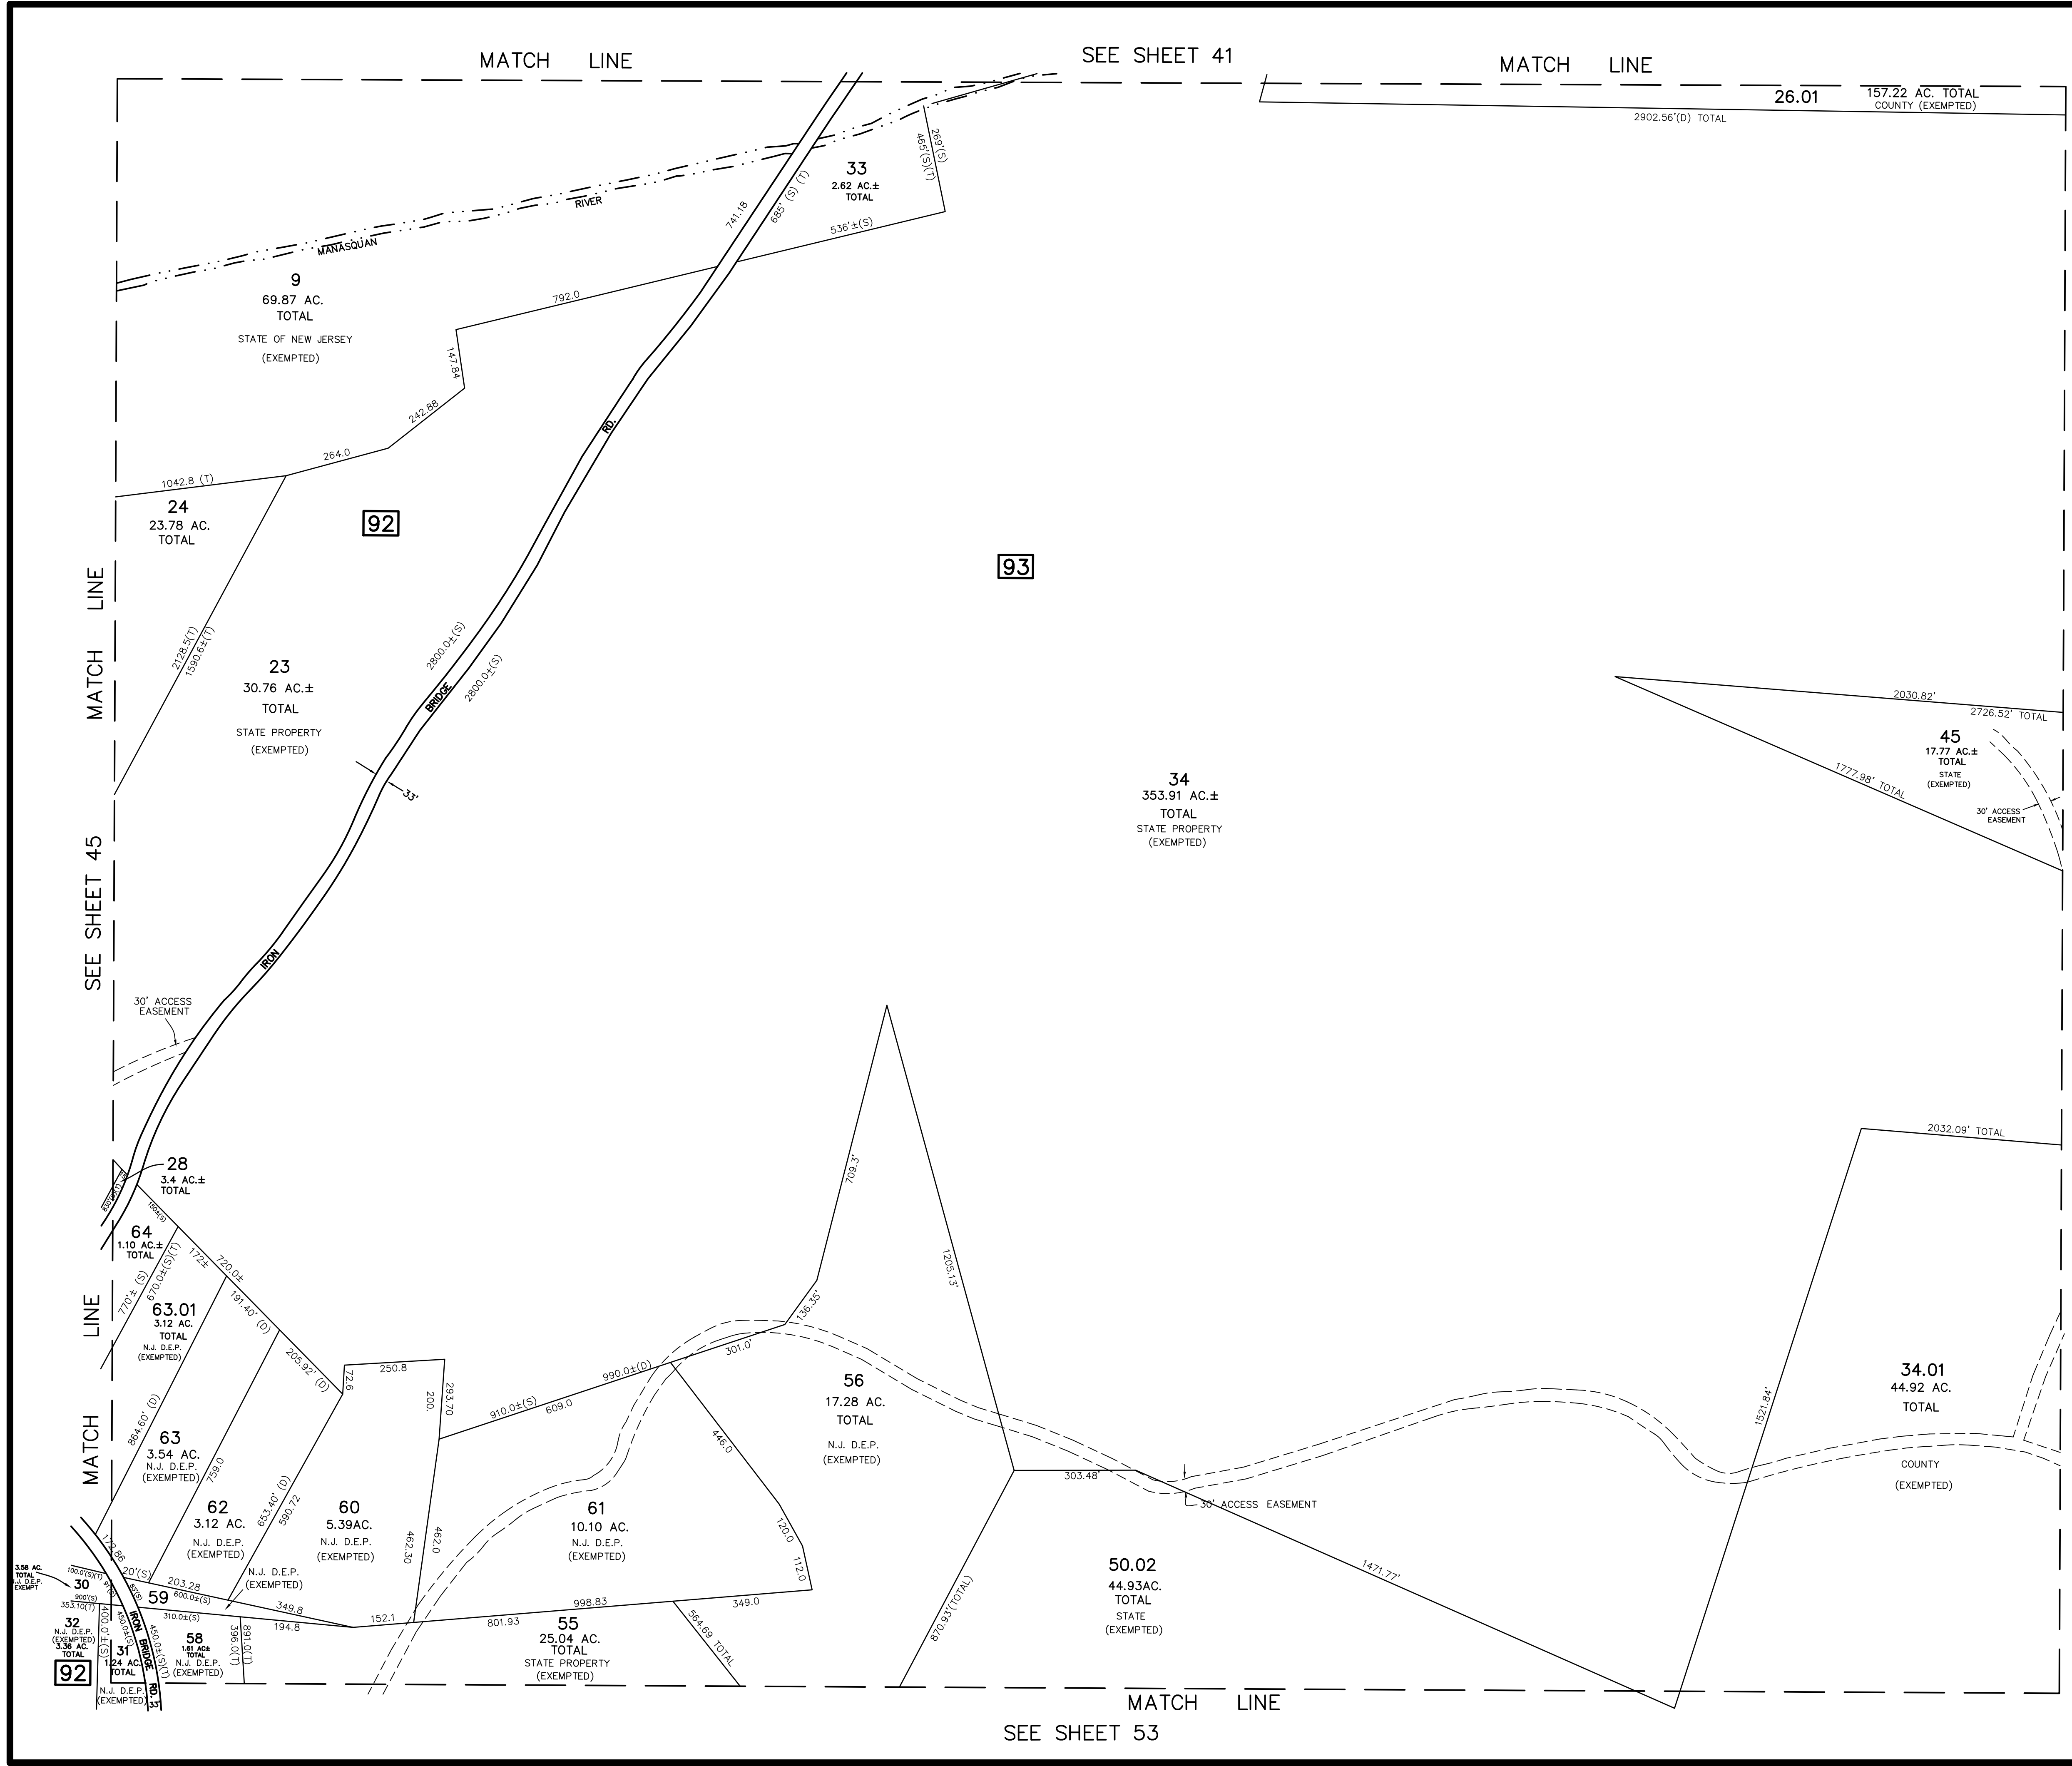 MATCH LINE
SEE SHEET 41
MATCH LINE
26.01
157.22 AC. TOTAL
COUNTY (EXEMPTED)
2902.56'(D) TOTAL
269'(S)
465'(S)(T)
33
2.62 AC.±
TOTAL
741.18
685' (S) (T)
536'±(S)
MANASQUAN
RIVER
9
69.87 AC.
TOTAL
STATE OF NEW JERSEY
(EXEMPTED)
792.0
147.84
242.88
264.0
1042.8 (T)
24
23.78 AC.
TOTAL
92
RD.
93
MATCH LINE
SEE SHEET 45
2128.5(T)
1590.6±(T)
23
30.76 AC.±
TOTAL
STATE PROPERTY
(EXEMPTED)
2800.0±(S)
2800.0±(S)
BRIDGE
33'
IRON
34
353.91 AC.±
TOTAL
STATE PROPERTY
(EXEMPTED)
2030.82'
2726.52' TOTAL
45
17.77 AC.±
TOTAL
STATE
(EXEMPTED)
1777.98' TOTAL
30' ACCESS
EASEMENT
30' ACCESS
EASEMENT
28
3.4 AC.±
TOTAL
150±(S)
64
1.10 AC.±
TOTAL
172±
720.0±
770'± (S)
670.0±(S)(T)
191.40' (D)
63.01
3.12 AC.
TOTAL
N.J. D.E.P.
(EXEMPTED)
205.92' (D)
MATCH LINE
864.60' (D)
63
3.54 AC.
N.J. D.E.P.
(EXEMPTED)
759.0
62
3.12 AC.
N.J. D.E.P.
(EXEMPTED)
653.40' (D)
590.72
72.6
250.8
293.70
200.
60
5.39AC.
N.J. D.E.P.
(EXEMPTED)
462.30
462.0
910.0±(S)
609.0
990.0±(D)
301.0'
136.35'
709.3'
1205.13'
446.0
120.0
112.0
61
10.10 AC.
N.J. D.E.P.
(EXEMPTED)
56
17.28 AC.
TOTAL
N.J. D.E.P.
(EXEMPTED)
303.48'
30' ACCESS EASEMENT
2032.09' TOTAL
1521.84'
34.01
44.92 AC.
TOTAL
COUNTY
(EXEMPTED)
1471.77'
50.02
44.93AC.
TOTAL
STATE
(EXEMPTED)
870.93'(TOTAL)
172.86
20'(S)
203.28
N.J. D.E.P.
(EXEMPTED)
3.58 AC.
TOTAL
EXEMPT
100.0'(S)(T)
91'(S)
83'(S)
30
59
600.0±(S)
349.8
900'(S)
353.10(T)
310.0±(S)
194.8
152.1
998.83
801.93
349.0
32
N.J. D.E.P.
(EXEMPTED)
3.36 AC.
TOTAL
400.0'±(S)
450.0±(S)
IRON BRIDGE RD.
33'
450.0±(S)(T)
31
1.24 AC.
TOTAL
N.J. D.E.P.
(EXEMPTED)
58
1.61 AC±
TOTAL
N.J. D.E.P.
(EXEMPTED)
396.0(T)
891.0(T)
92
55
25.04 AC.
TOTAL
STATE PROPERTY
(EXEMPTED)
564.69 TOTAL
MATCH LINE
SEE SHEET 53